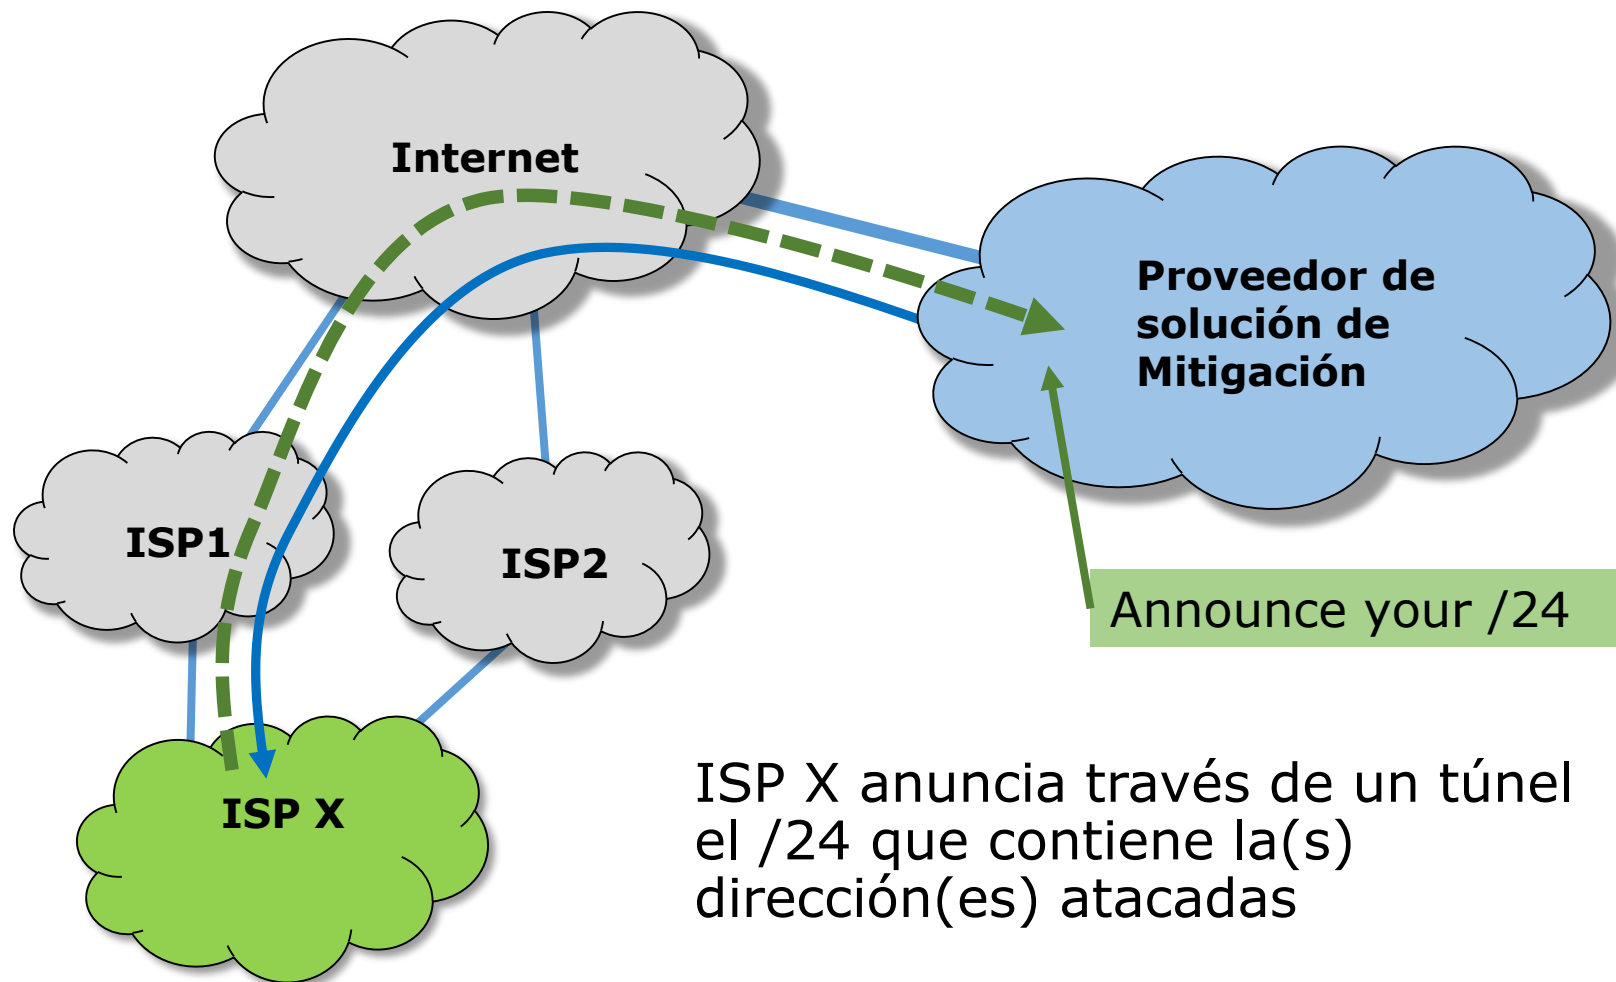 Internet
Proveedor de
solución de
Mitigación
ISP1
ISP2
Announce your /24
ISP X
ISP X anuncia través de un túnel
el /24 que contiene la(s)
dirección(es) atacadas